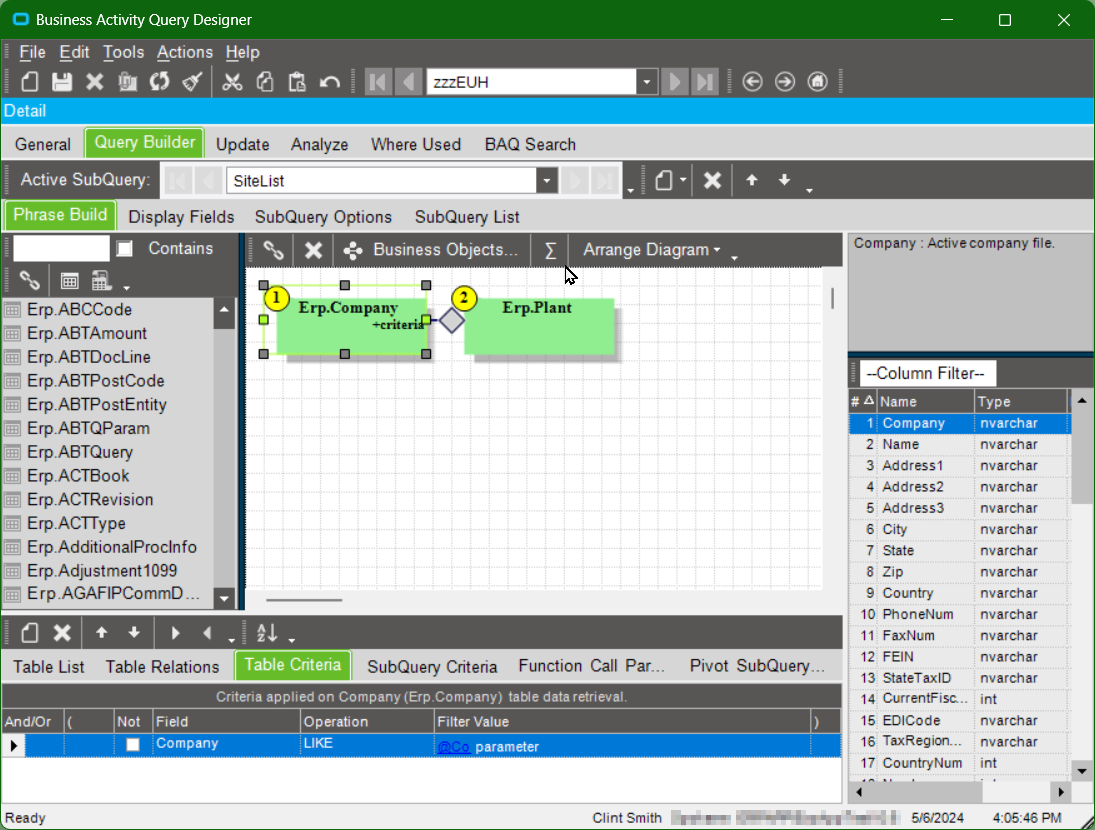 Business Activity Query Designer
File Edit Tools Actions Help
zzzEUH
Detail
General Query Builder Update Analyze Where Used BAQ Search
Active SubQuery: SiteList
Phrase Build Display Fields SubQuery Options SubQuery List
Contains
Business Objects... Σ Arrange Diagram
Erp.ABCCode
Erp.ABTAmount
Erp.ABTDocLine
Erp.ABTPostCode
Erp.ABTPostEntity
Erp.ABTQParam
Erp.ABTQuery
Erp.ACTBook
Erp.ACTRevision
Erp.ACTType
Erp.AdditionalProcInfo
Erp.Adjustment1099
Erp.AGAFIPCommD...
1 Erp.Company
+criteria
2 Erp.Plant
Company : Active company file.
--Column Filter--
# Name Type
1 Company nvarchar
2 Name nvarchar
3 Address1 nvarchar
4 Address2 nvarchar
5 Address3 nvarchar
6 City nvarchar
7 State nvarchar
8 Zip nvarchar
9 Country nvarchar
10 PhoneNum nvarchar
11 FaxNum nvarchar
12 FEIN nvarchar
13 StateTaxID nvarchar
14 CurrentFisc... int
15 EDICode nvarchar
16 TaxRegion... nvarchar
17 CountryNum int
Table List Table Relations Table Criteria SubQuery Criteria Function Call Par... Pivot SubQuery...
Criteria applied on Company (Erp.Company) table data retrieval.
And/Or ( Not Field Operation Filter Value )
Company LIKE @Co parameter
Ready Clint Smith 5/6/2024 4:05:46 PM